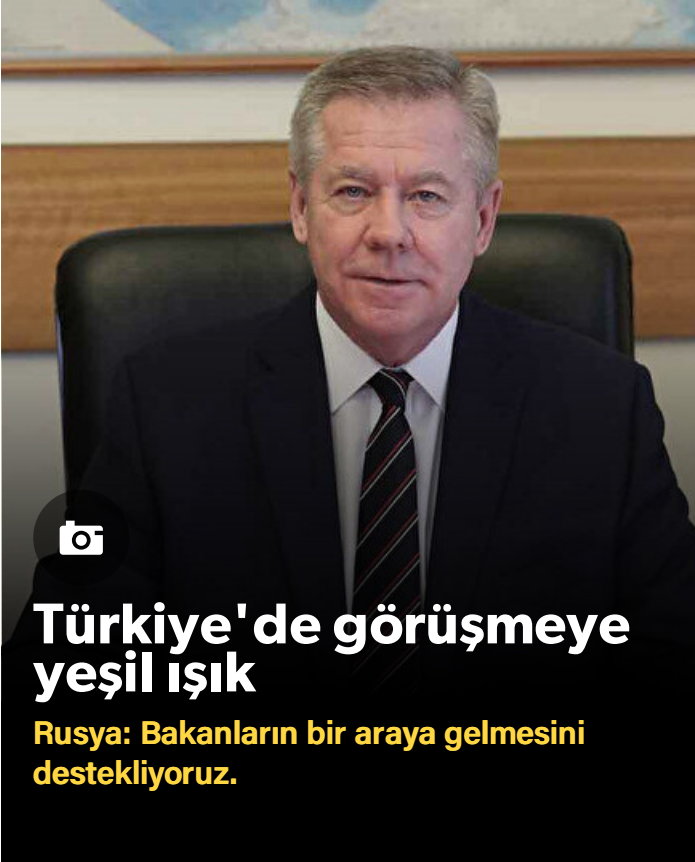 Türkiye'de görüşmeye
yeşil ışık
Rusya: Bakanların bir araya gelmesini
destekliyoruz.